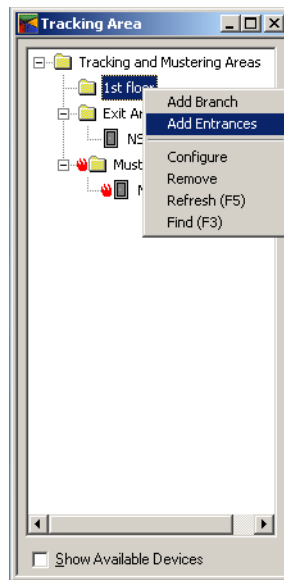 Tracking Area
Tracking and Mustering Areas
1st floor
Add Branch
Exit Ar
Add Entrances
NS
Configure
Must
Remove
Refresh (F5)
Find (F3)
Show Available Devices